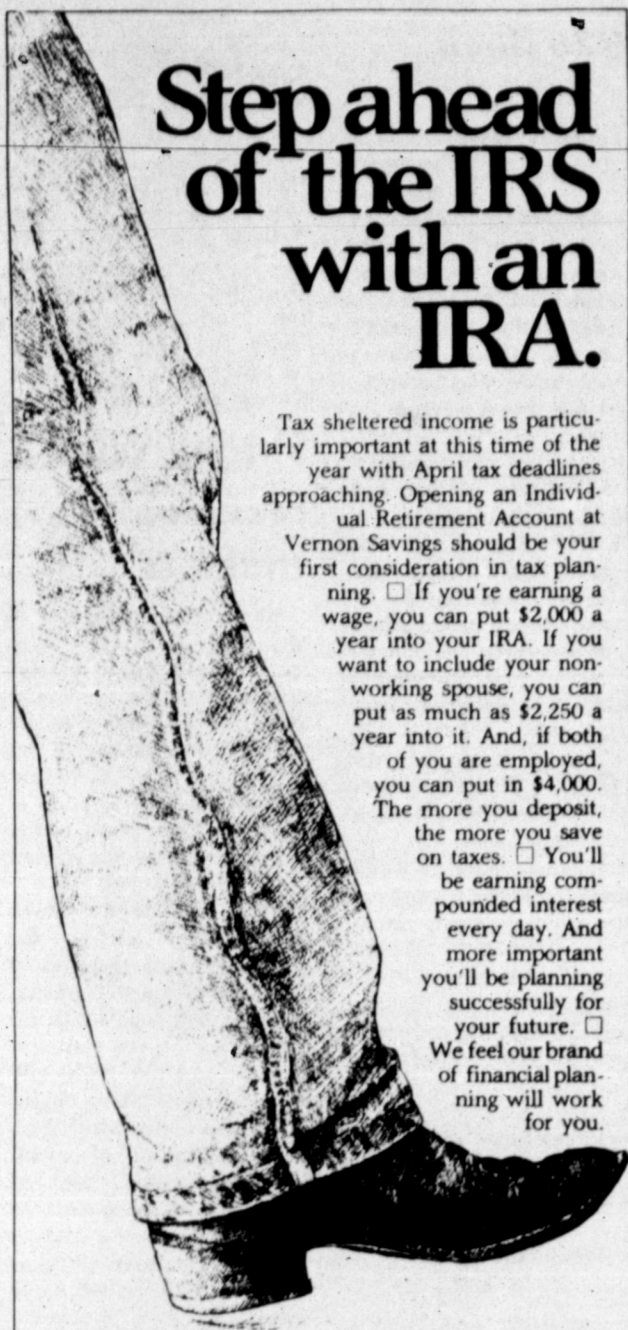 Step ahead
of the IRS
with an
IRA.
Tax sheltered income is particu-
larly important at this time of the
year with April tax deadlines
approaching. Opening an Individ-
ual Retirement Account at
Vernon Savings should be your
first consideration in tax plan-
ning. □ If you're earning a
wage, you can put $2,000 a
year into your IRA. If you
want to include your non-
working spouse, you can
put as much as $2,250 a
year into it. And, if both
of you are employed,
you can put in $4,000.
The more you deposit,
the more you save
on taxes. □ You'll
be earning com-
pounded interest
every day. And
more important
you'll be planning
successfully for
your future. □
We feel our brand
of financial plan-
ning will work
for you.